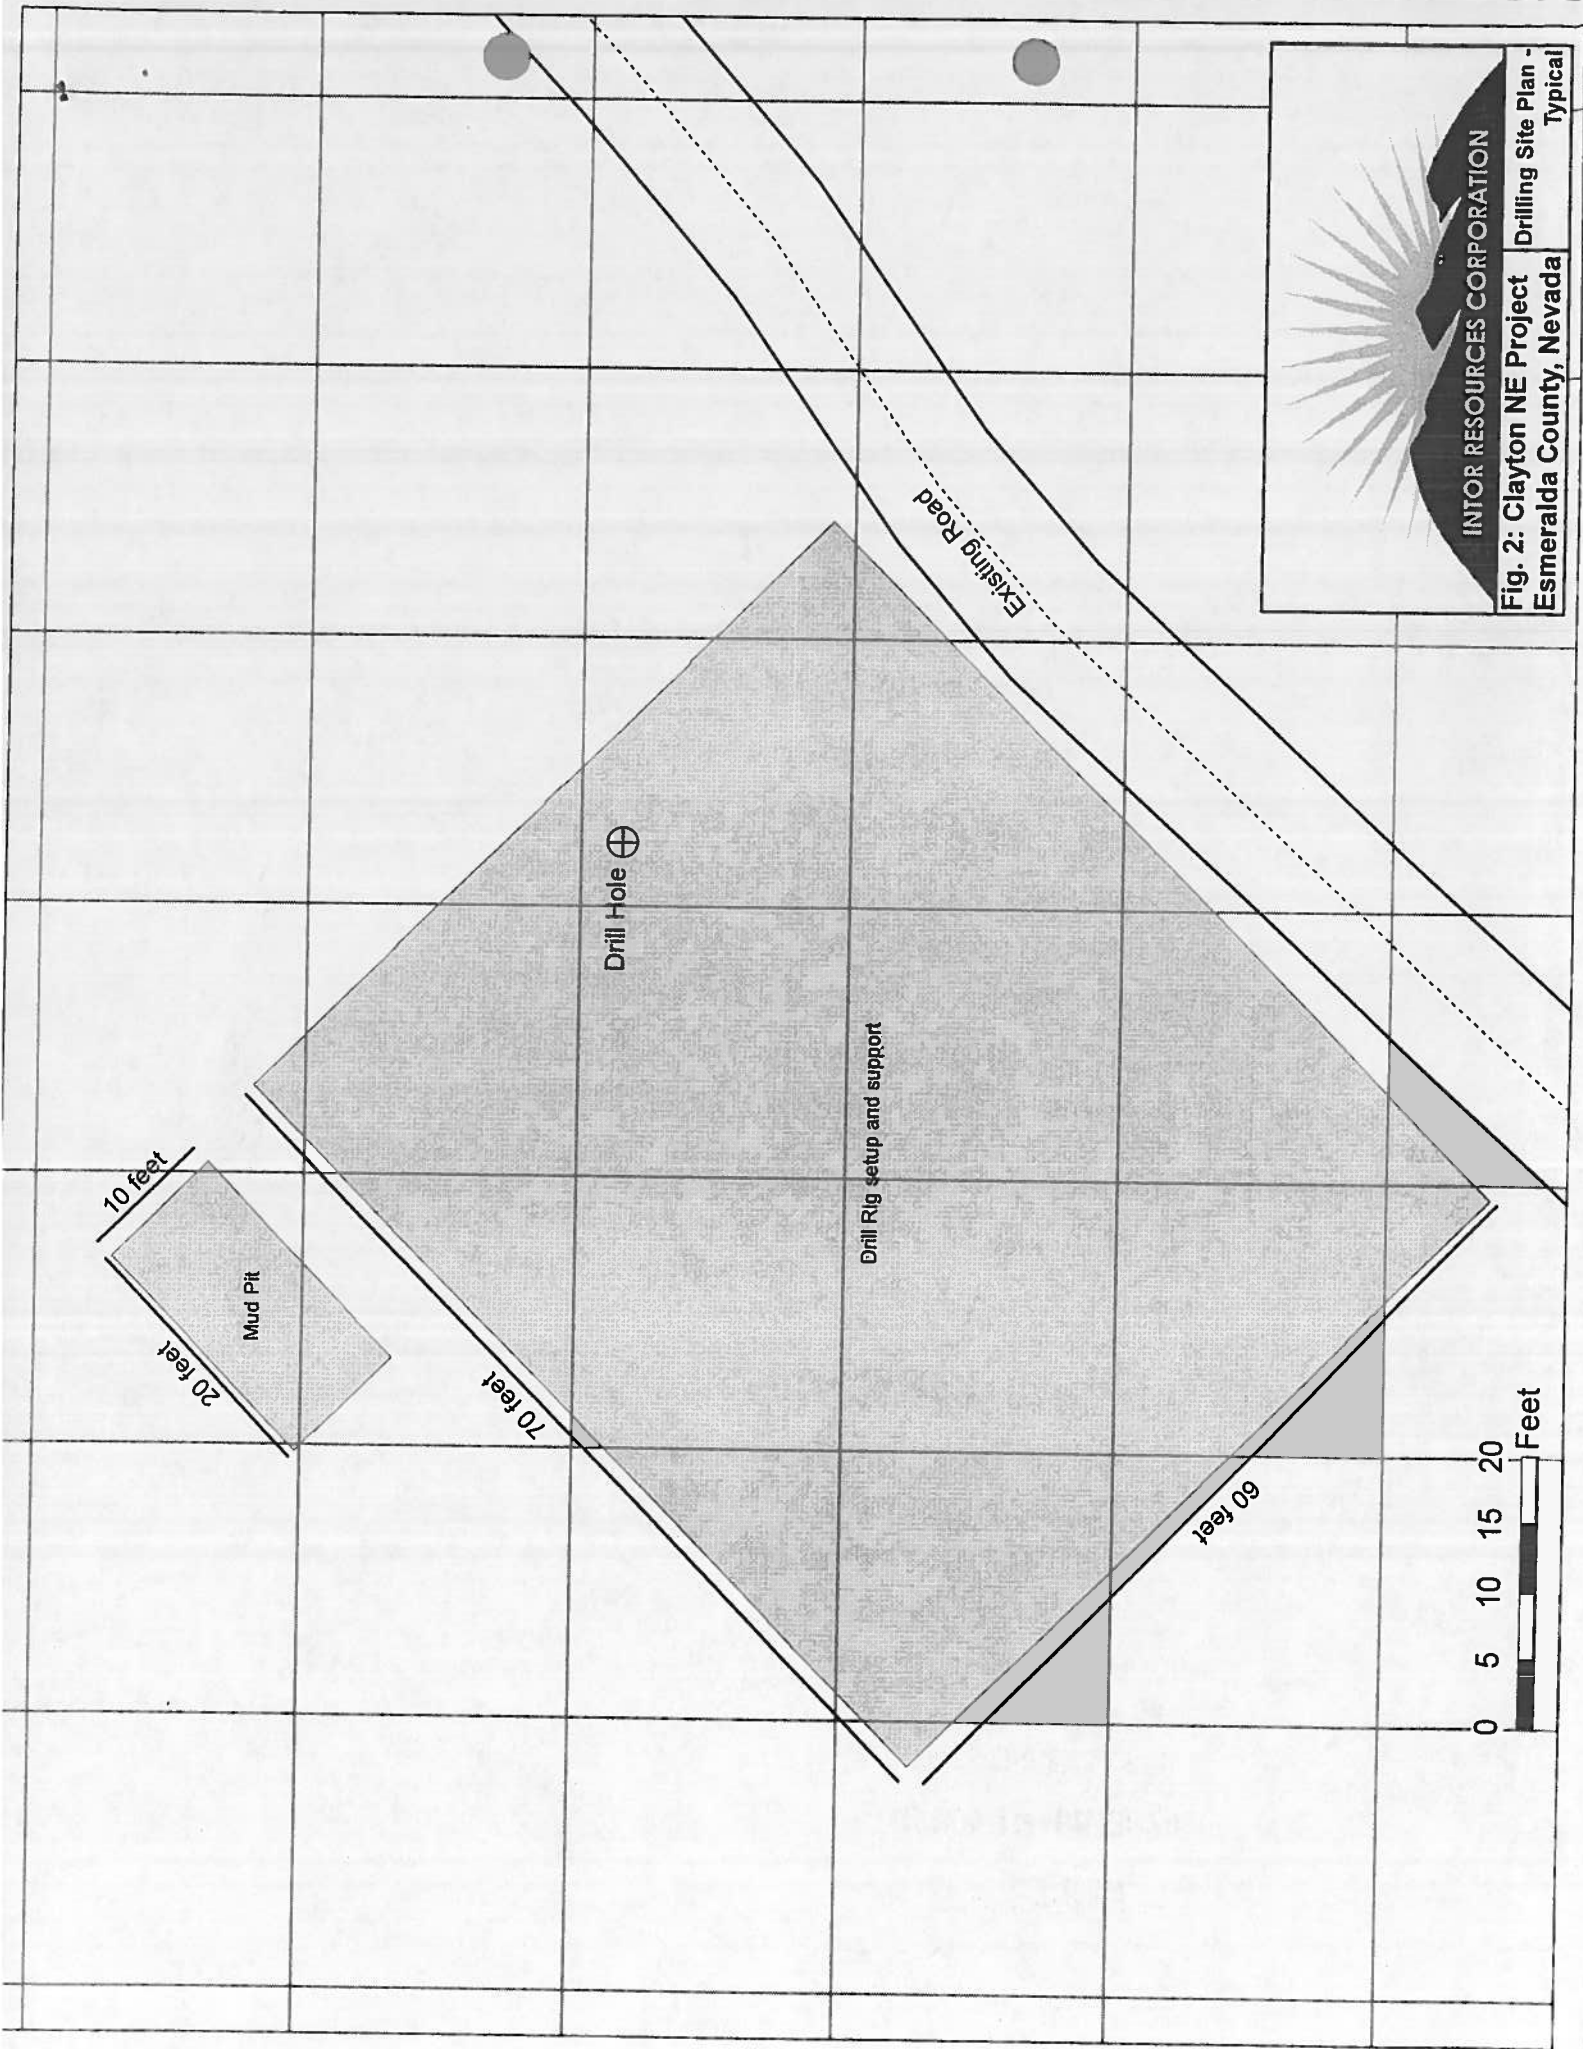 10 feet
20 feet
Mud Pit
70 feet
Drill Hole
Drill Rig setup and support
Existing Road
60 feet
0 5 10 15 20
Feet
INTOR RESOURCES CORPORATION
Fig. 2: Clayton NE Project
Esmeralda County, Nevada
Drilling Site Plan -
Typical